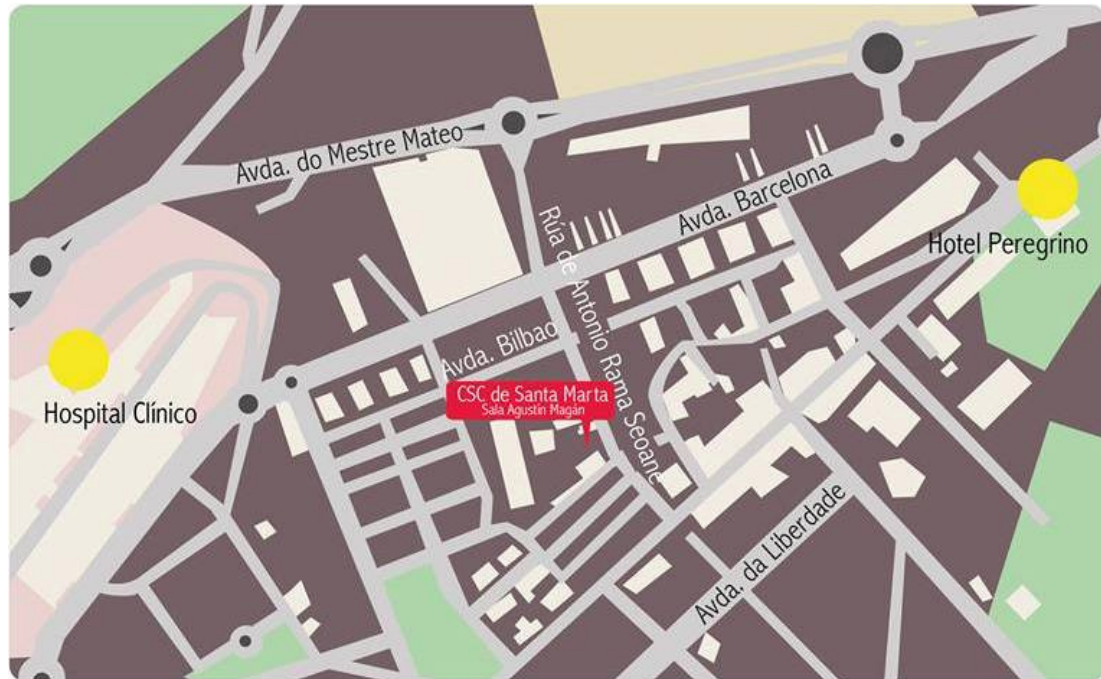 Avda. do Mestre Mateo
Avda. Barcelona
Rúa de Antonio Rama Seoane
Hotel Peregrino
Avda. Bilbao
Hospital Clínico
CSC de Santa Marta
Sala Agustín Magán
Avda. da Liberdade